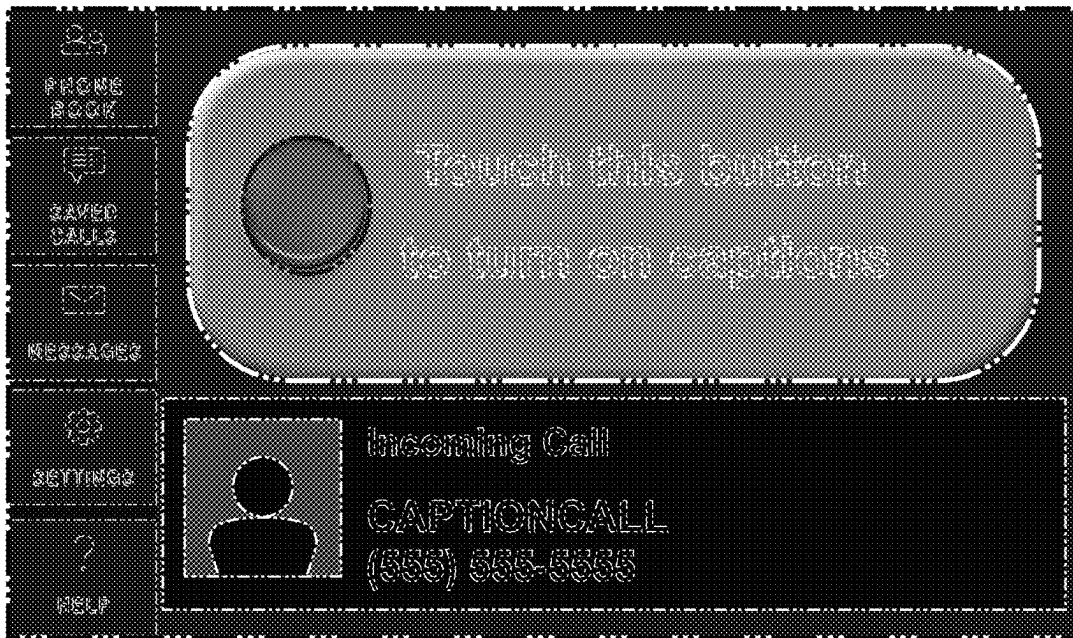 PHONE
BOOK
SAVED
CALLS
MESSAGES
SETTINGS
?
HELP
Touch this button
to turn on captions
Incoming Call
CAPTIONCALL
(555) 555-5555